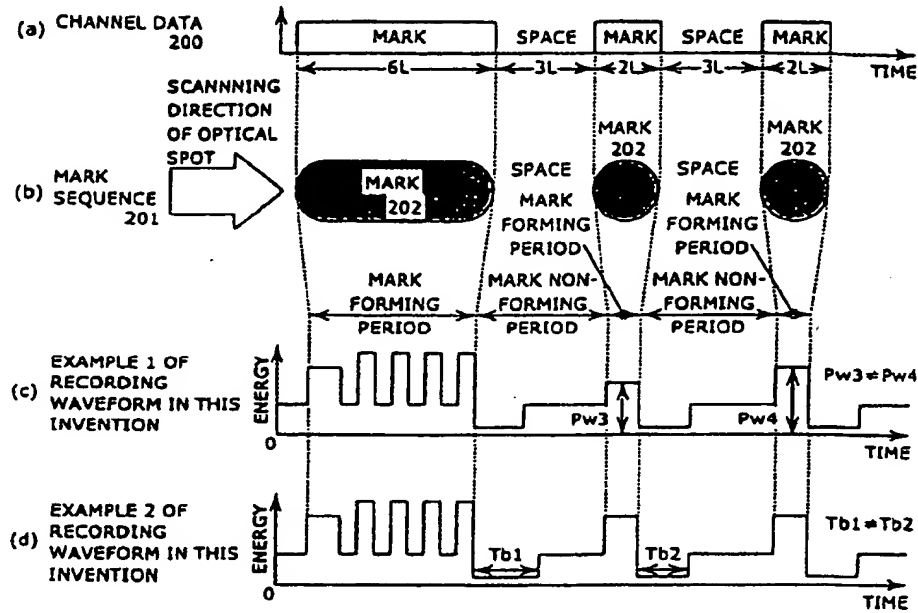 (a) CHANNEL DATA 200
MARK SPACE MARK SPACE MARK
6L 3L 2L 3L 2L
TIME
SCANNNING
DIRECTION
OF OPTICAL
SPOT
MARK 202
MARK 202
(b) MARK SEQUENCE 201
MARK 202
SPACE
SPACE
MARK FORMING PERIOD
MARK FORMING PERIOD
MARK FORMING PERIOD
MARK NON-FORMING PERIOD
MARK NON-FORMING PERIOD
(c) EXAMPLE 1 OF
RECORDING
WAVEFORM IN THIS
INVENTION
ENERGY
0
Pw3
Pw4
Pw3≠Pw4
TIME
(d) EXAMPLE 2 OF
RECORDING
WAVEFORM IN THIS
INVENTION
ENERGY
0
Tb1
Tb2
Tb1≠Tb2
TIME